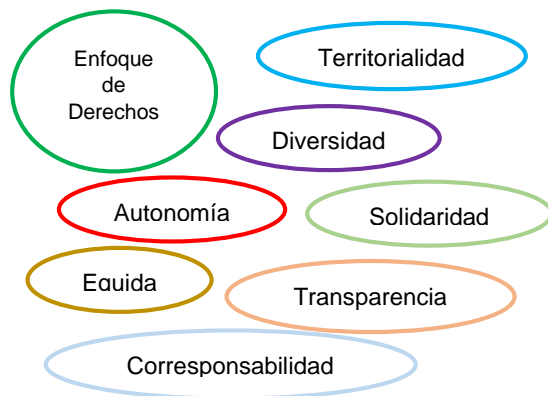 Enfoque
de
Derechos
Territorialidad
Diversidad
Autonomía
Solidaridad
Equida
Transparencia
Corresponsabilidad